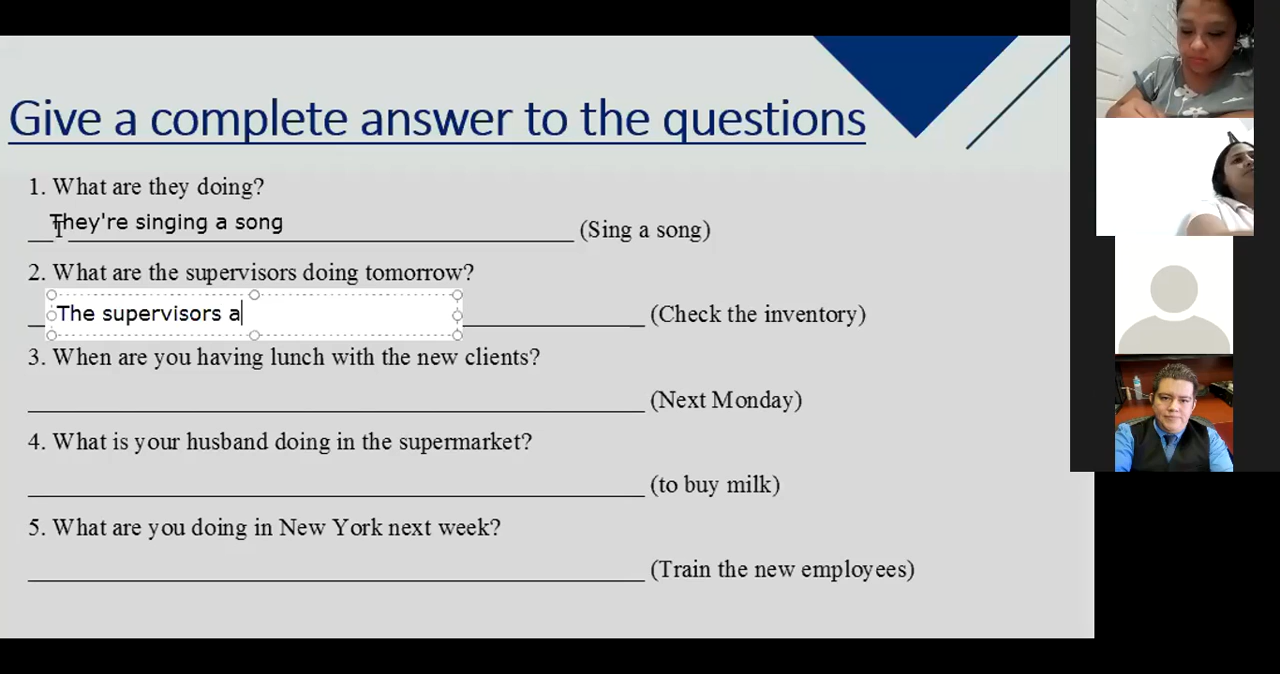 Give a complete answer to the questions
1. What are they doing?
They're singing a song (Sing a song)
2. What are the supervisors doing tomorrow?
The supervisors a (Check the inventory)
3. When are you having lunch with the new clients?
(Next Monday)
4. What is your husband doing in the supermarket?
(to buy milk)
5. What are you doing in New York next week?
(Train the new employees)